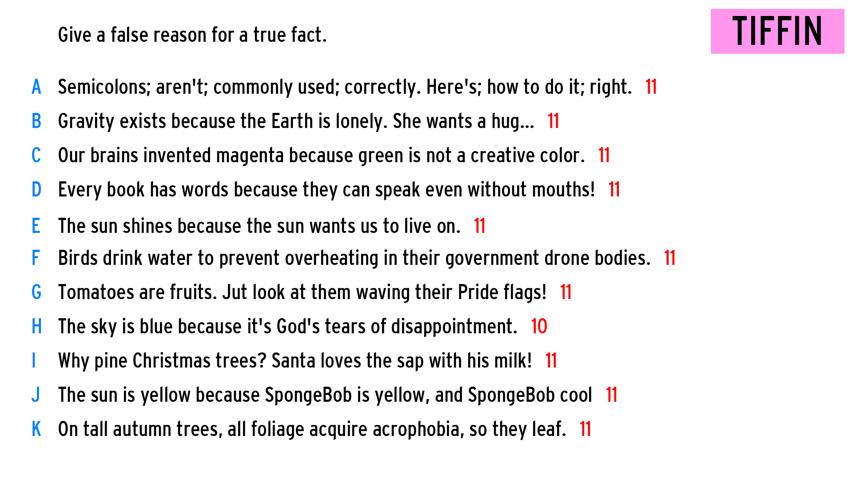 Give a false reason for a true fact.
TIFFIN
A Semicolons; aren't; commonly used; correctly. Here's; how to do it; right. 11
B Gravity exists because the Earth is lonely. She wants a hug... 11
C Our brains invented magenta because green is not a creative color. 11
D Every book has words because they can speak even without mouths! 11
E The sun shines because the sun wants us to live on. 11
F Birds drink water to prevent overheating in their government drone bodies. 11
G Tomatoes are fruits. Jut look at them waving their Pride flags! 11
H The sky is blue because it's God's tears of disappointment. 10
I Why pine Christmas trees? Santa loves the sap with his milk! 11
J The sun is yellow because SpongeBob is yellow, and SpongeBob cool 11
K On tall autumn trees, all foliage acquire acrophobia, so they leaf. 11